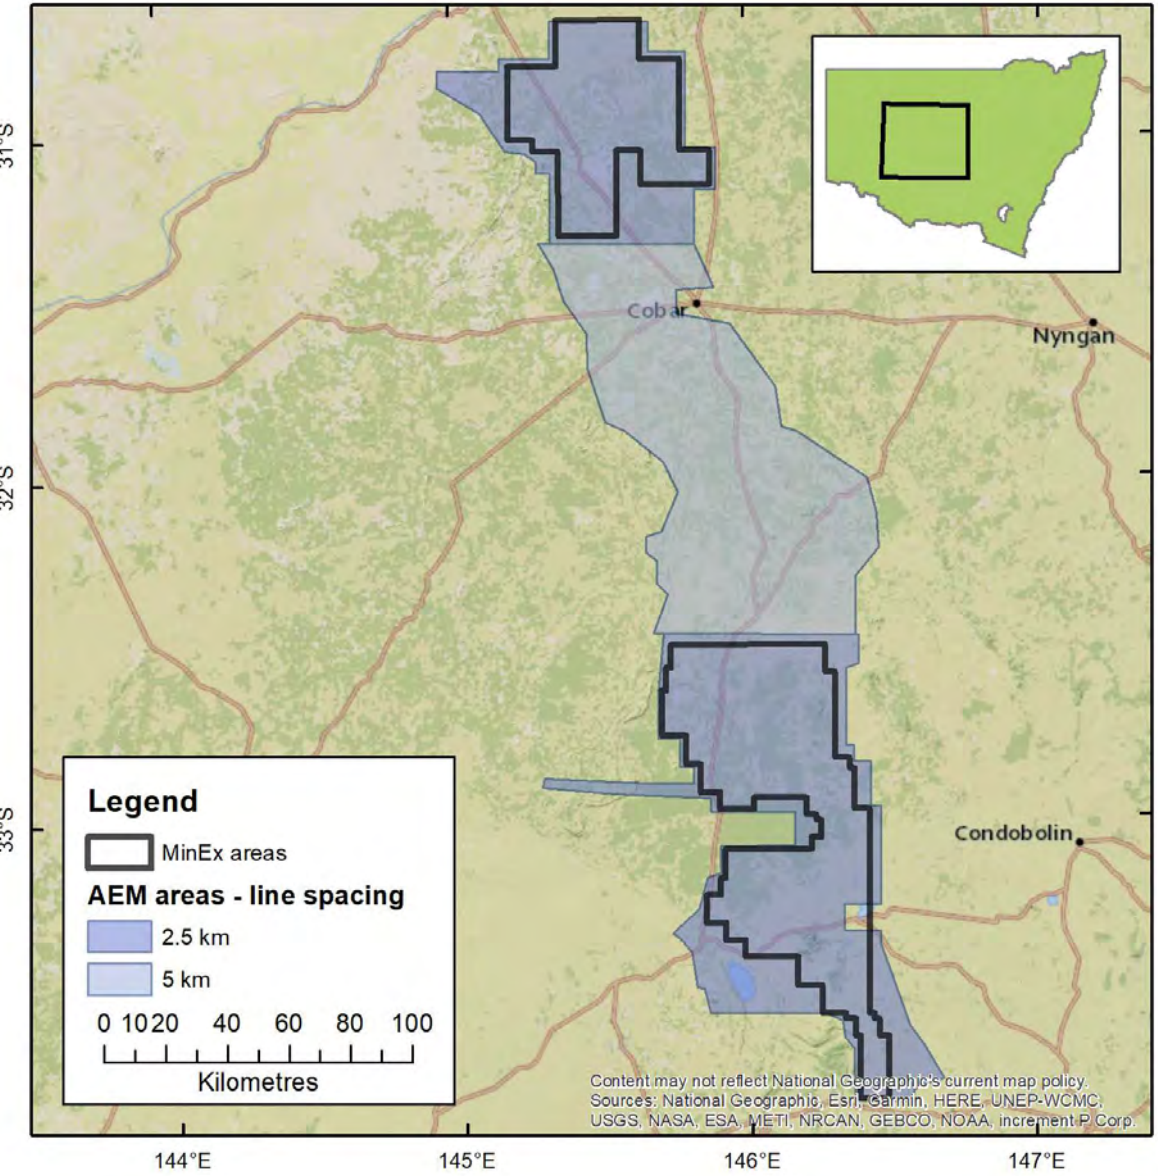 31°S
Cobar
Nyngan
32°S
33°S
Condobolin
Legend
MinEx areas
AEM areas - line spacing
2.5 km
5 km
0 10 20 40 60 80 100
Kilometres
Content may not reflect National Geographic's current map policy.
Sources: National Geographic, Esri, Garmin, HERE, UNEP-WCMC,
USGS, NASA, ESA, METI, NRCAN, GEBCO, NOAA, increment P Corp.
144°E 145°E 146°E 147°E